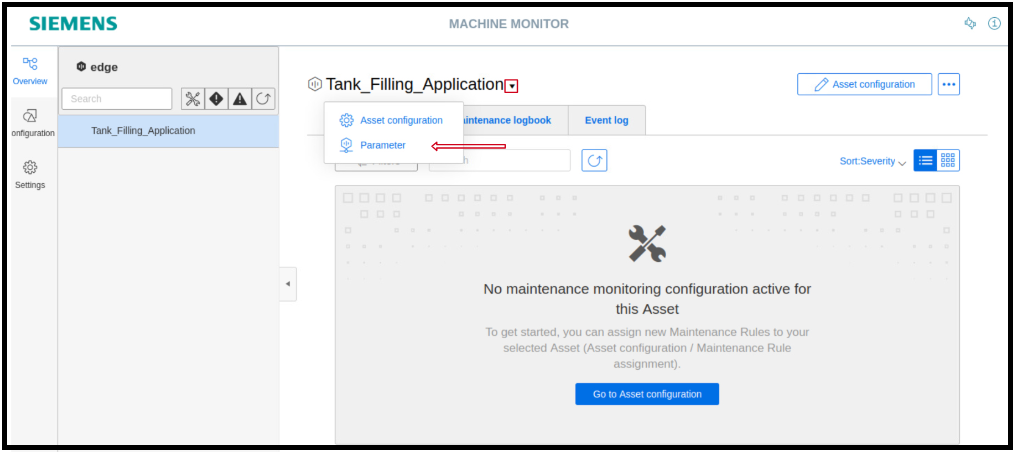 SIEMENS
MACHINE MONITOR
Overview
onfiguration
Settings
edge
Search
Tank_Filling_Application
Tank_Filling_Application
Asset configuration
Asset configuration
Parameter
aintenance logbook
Event log
Sort:Severity
No maintenance monitoring configuration active for
this Asset
To get started, you can assign new Maintenance Rules to your
selected Asset (Asset configuration / Maintenance Rule
assignment).
Go to Asset configuration